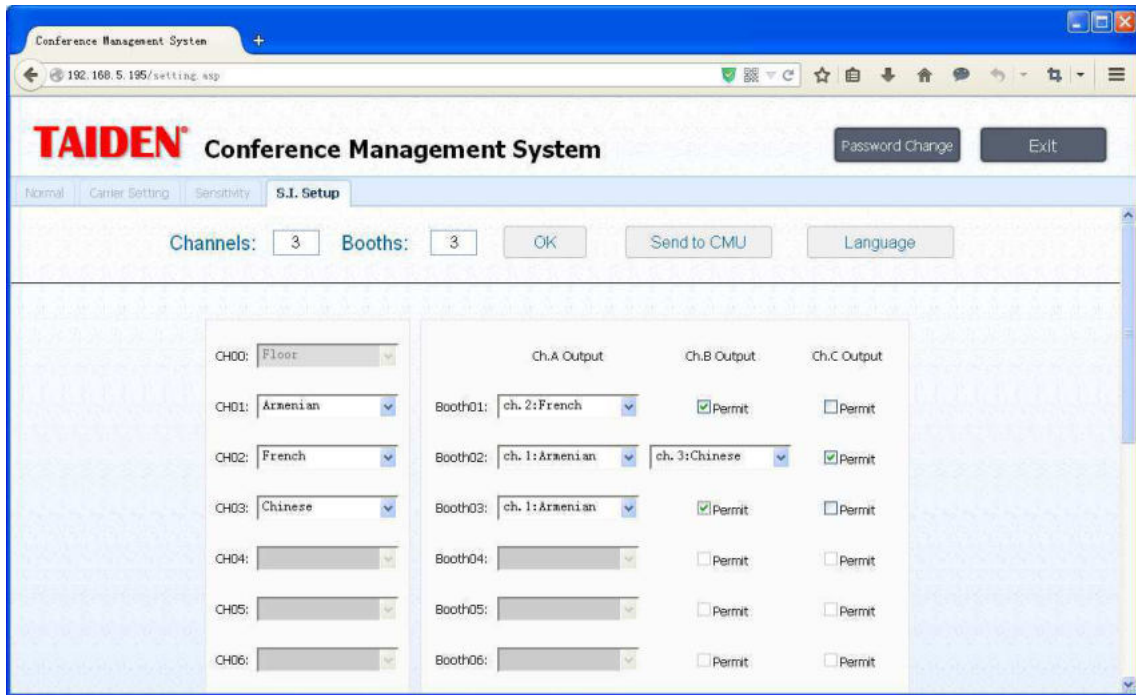 Conference Management System
192.168.5.195/setting.asp
TAIDEN® Conference Management System
Password Change Exit
Normal Carrier Setting Sensitivity S.I. Setup
Channels: 3 Booths: 3 OK Send to CMU Language
CH00: Floor Ch.A Output Ch.B Output Ch.C Output
CH01: Armenian Booth01: ch.2:French Permit Permit
CH02: French Booth02: ch.1:Armenian ch.3:Chinese Permit
CH03: Chinese Booth03: ch.1:Armenian Permit Permit
CH04: Booth04: Permit Permit
CH05: Booth05: Permit Permit
CH06: Booth06: Permit Permit